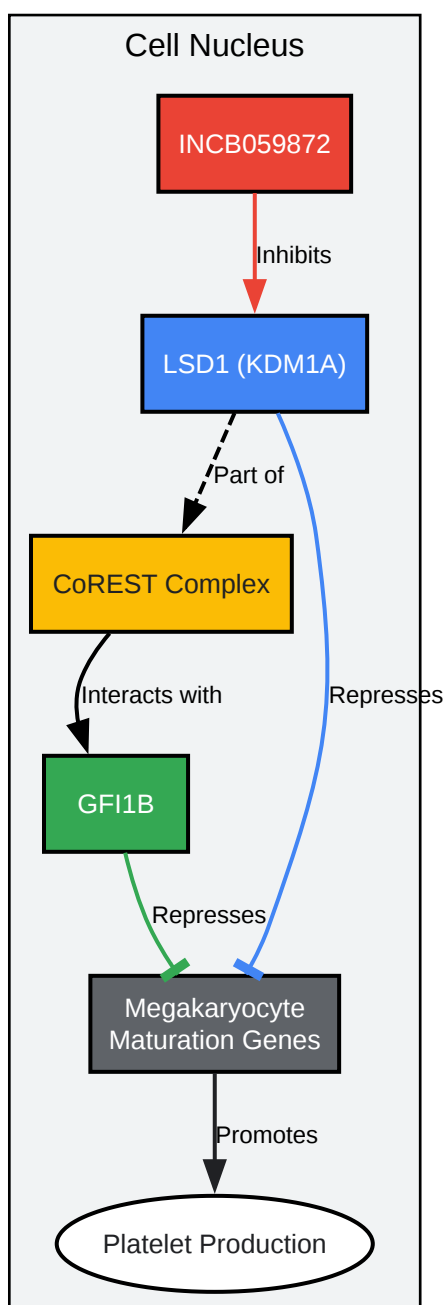 Cell Nucleus
INCB059872
Inhibits
LSD1 (KDM1A)
Part of
CoREST Complex
Interacts with
Represses
GFI1B
Represses
Megakaryocyte
Maturation Genes
Promotes
Platelet Production